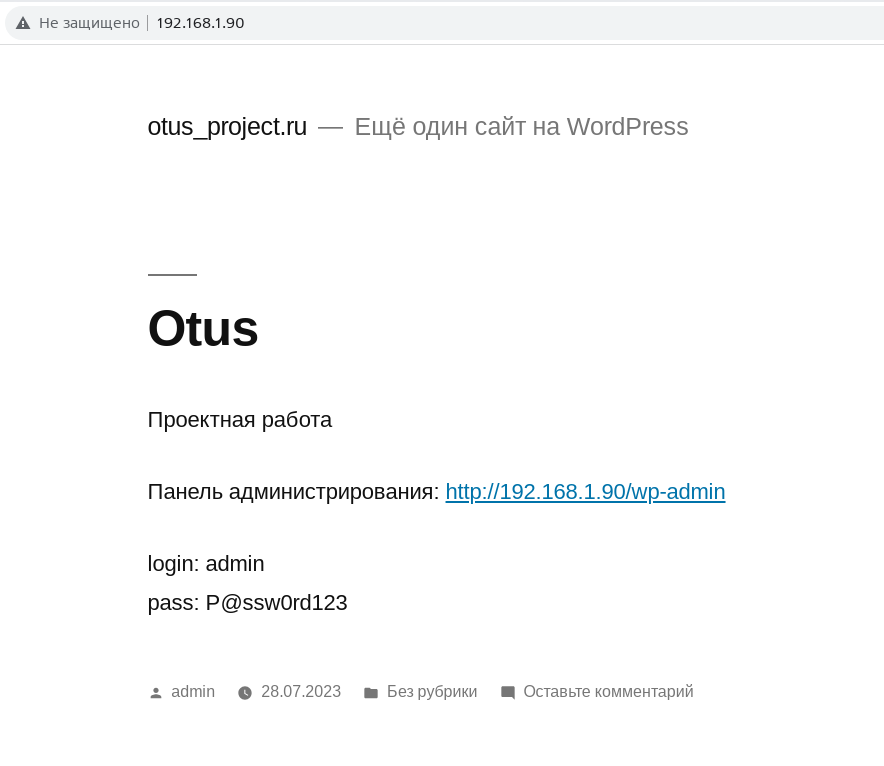 Не защищено 192.168.1.90
otus_project.ru — Ещё один сайт на WordPress
Otus
Проектная работа
Панель администрирования: http://192.168.1.90/wp-admin
login: admin
pass: P@ssw0rd123
admin 28.07.2023 Без рубрики Оставьте комментарий